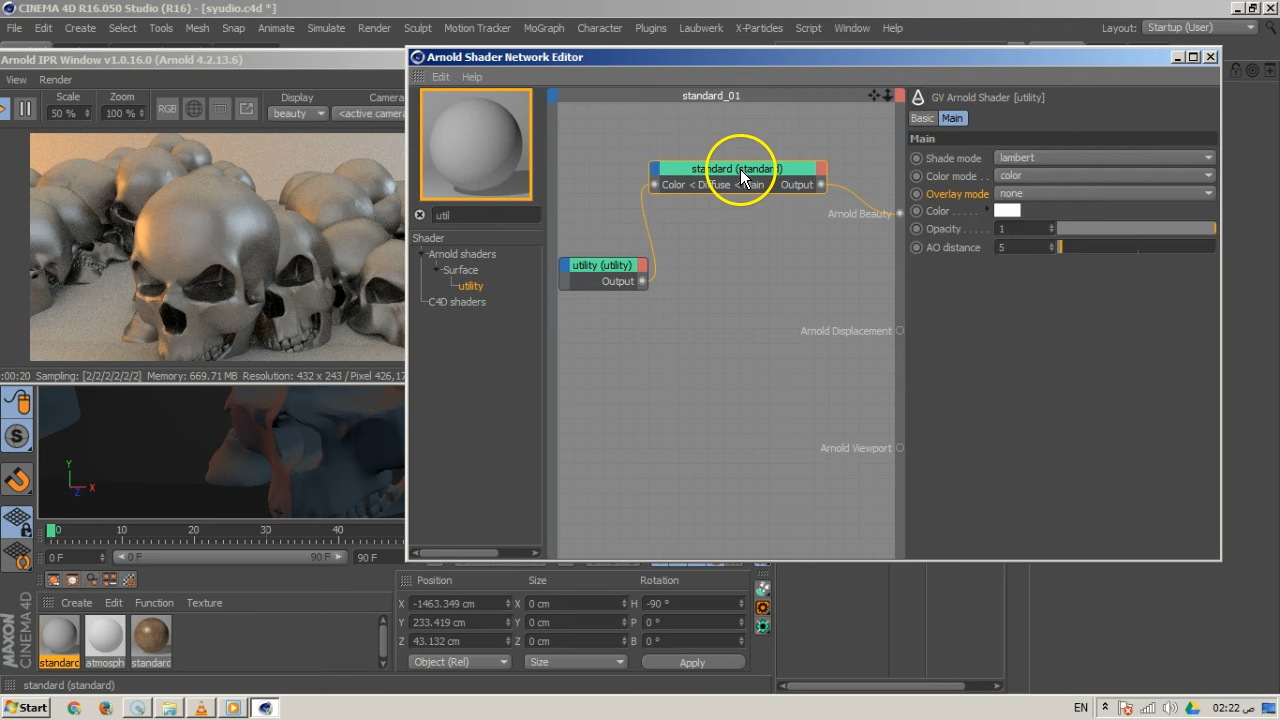 CINEMA 4D R16.050 Studio (R16) - [syudio.c4d *]
File Edit Create Select Tools Mesh Snap Animate Simulate Render Sculpt Motion Tracker MoGraph Character Plugins Laubwerk X-Particles Script Window Help Layout: Startup (User)
Arnold IPR Window v1.0.16.0 (Arnold 4.2.13.6)
View Render
Scale Zoom Display Camera
50 % 100 % RGB beauty <active camera
:00:20 Sampling: [2/2/2/2/2/2] Memory: 669.71 MB Resolution: 432 x 243 / Pixel 426,17
Arnold Shader Network Editor
Edit Help
util
Shader
Arnold shaders
Surface
utility
C4D shaders
standard_01
standard (standard)
Color < Diffuse < Main Output
Arnold Beauty
utility (utility)
Output
Arnold Displacement
Arnold Viewport
GV Arnold Shader [utility]
Basic Main
Main
Shade mode lambert
Color mode . . color
Overlay mode none
Color . . . . .
Opacity . . . . . 1
AO distance 5
Y
X
Z
0 10 20 30 40
0 F 0 F 90 F 90 F
Create Edit Function Texture
standarc atmosph standarc
Position Size Rotation
X -1463.349 cm X 0 cm H -90 °
Y 233.419 cm Y 0 cm P 0 °
Z 43.132 cm Z 0 cm B 0 °
Object (Rel) Size Apply
MAXON CINEMA 4D
standard (standard)
Start EN 02:22 ص